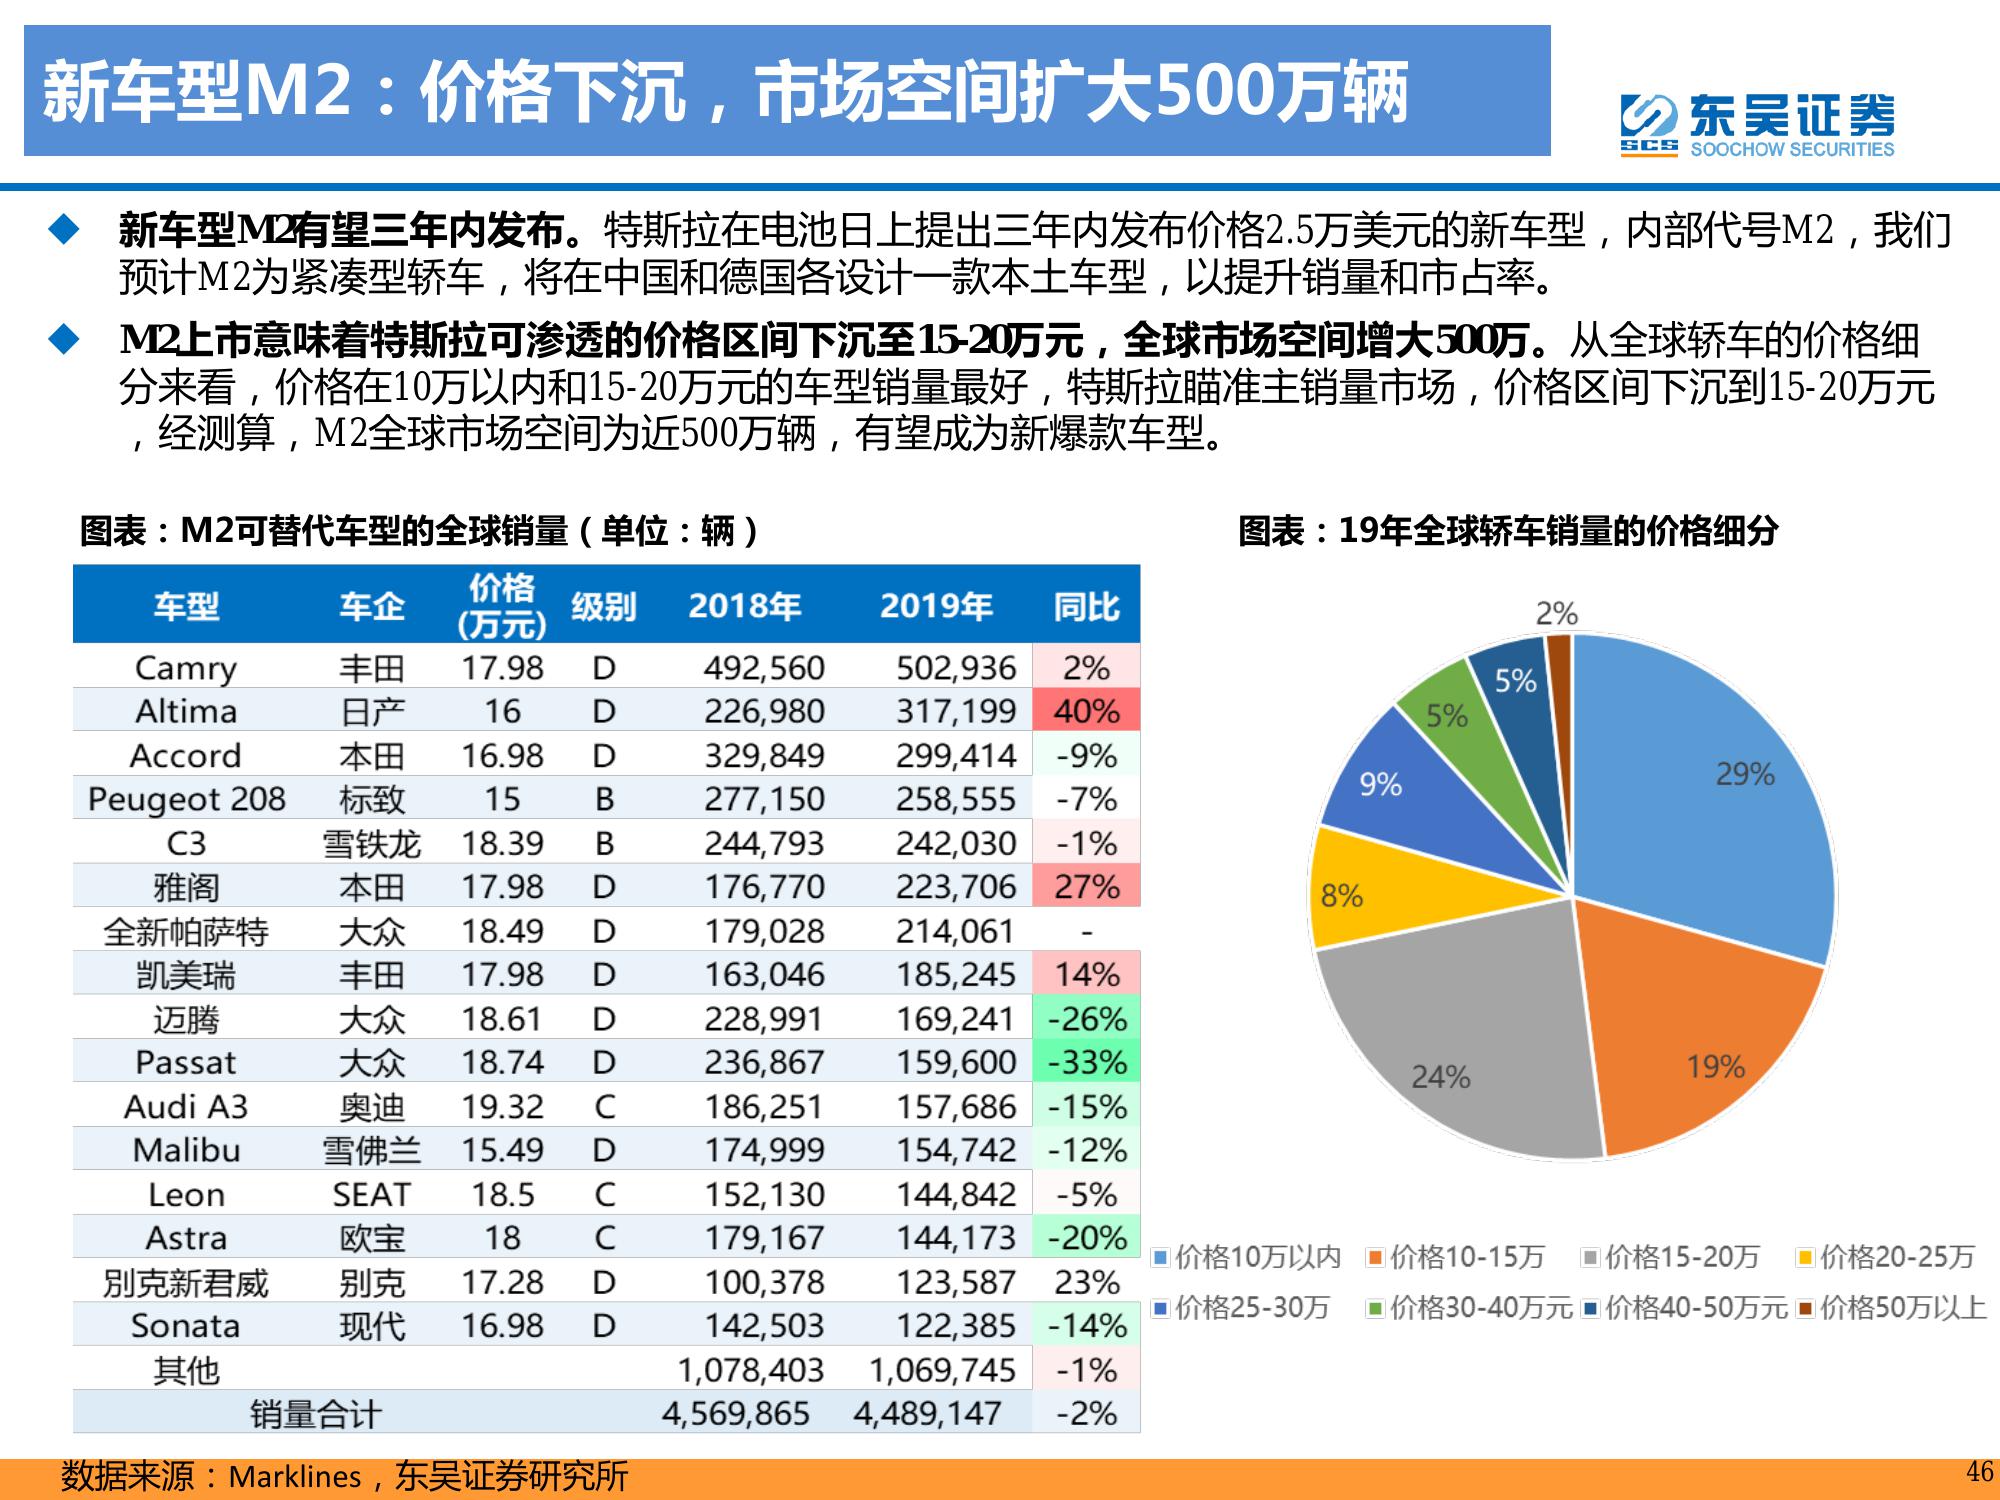 新车型M2：价格下沉，市场空间扩大500万辆
SCS
东吴证券
SOOCHOW SECURITIES
新车型M2有望三年内发布。特斯拉在电池日上提出三年内发布价格2.5万美元的新车型，内部代号M2，我们
预计M2为紧凑型轿车，将在中国和德国各设计一款本土车型，以提升销量和市占率。
M2上市意味着特斯拉可渗透的价格区间下沉至15-20万元，全球市场空间增大500万。从全球轿车的价格细
分来看，价格在10万以内和15-20万元的车型销量最好，特斯拉瞄准主销量市场，价格区间下沉到15-20万元
，经测算，M2全球市场空间为近500万辆，有望成为新爆款车型。
图表：M2可替代车型的全球销量（单位：辆）
车型 车企 价格(万元) 级别 2018年 2019年 同比
Camry 丰田 17.98 D 492,560 502,936 2%
Altima 日产 16 D 226,980 317,199 40%
Accord 本田 16.98 D 329,849 299,414 -9%
Peugeot 208 标致 15 B 277,150 258,555 -7%
C3 雪铁龙 18.39 B 244,793 242,030 -1%
雅阁 本田 17.98 D 176,770 223,706 27%
全新帕萨特 大众 18.49 D 179,028 214,061 -
凯美瑞 丰田 17.98 D 163,046 185,245 14%
迈腾 大众 18.61 D 228,991 169,241 -26%
Passat 大众 18.74 D 236,867 159,600 -33%
Audi A3 奥迪 19.32 C 186,251 157,686 -15%
Malibu 雪佛兰 15.49 D 174,999 154,742 -12%
Leon SEAT 18.5 C 152,130 144,842 -5%
Astra 欧宝 18 C 179,167 144,173 -20%
別克新君威 别克 17.28 D 100,378 123,587 23%
Sonata 现代 16.98 D 142,503 122,385 -14%
其他 1,078,403 1,069,745 -1%
销量合计 4,569,865 4,489,147 -2%
图表：19年全球轿车销量的价格细分
2%
5%
5%
29%
9%
8%
24%
19%
价格10万以内 价格10-15万 价格15-20万 价格20-25万
价格25-30万 价格30-40万元 价格40-50万元 价格50万以上
数据来源：Marklines，东吴证券研究所
46